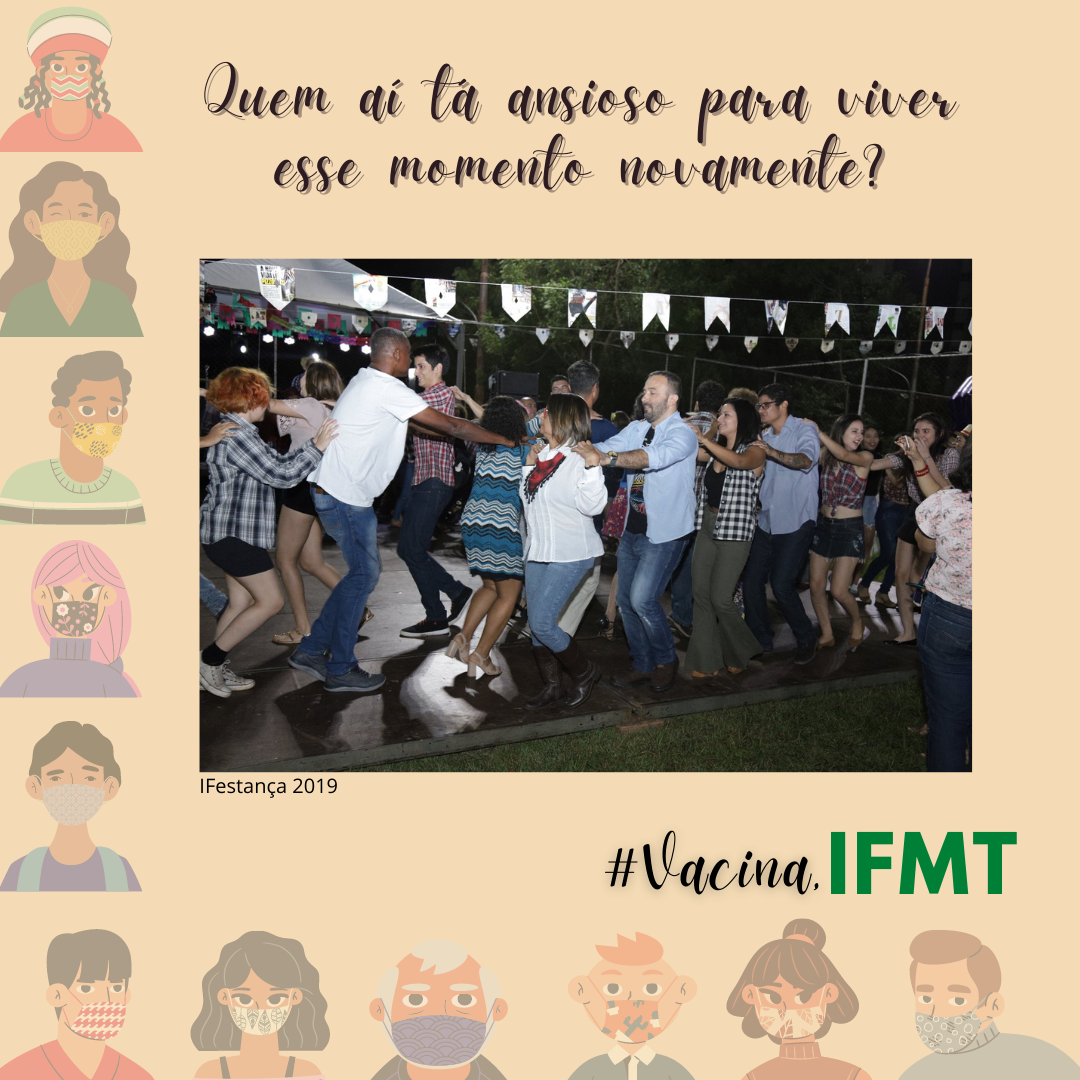 Quem aí tá ansioso para viver
esse momento novamente?
IFestança 2019
#Vacina, IFMT